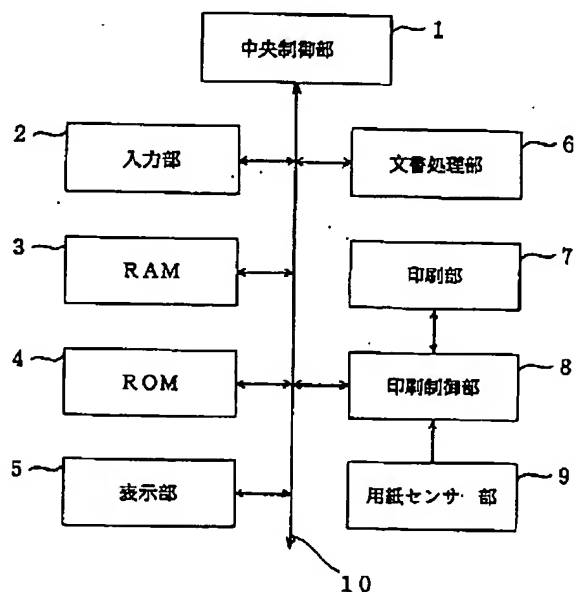 1
中央制御部
2
入力部
文書処理部
6
3
RAM
印刷部
7
4
ROM
印刷制御部
8
5
表示部
用紙センサ部
9
10